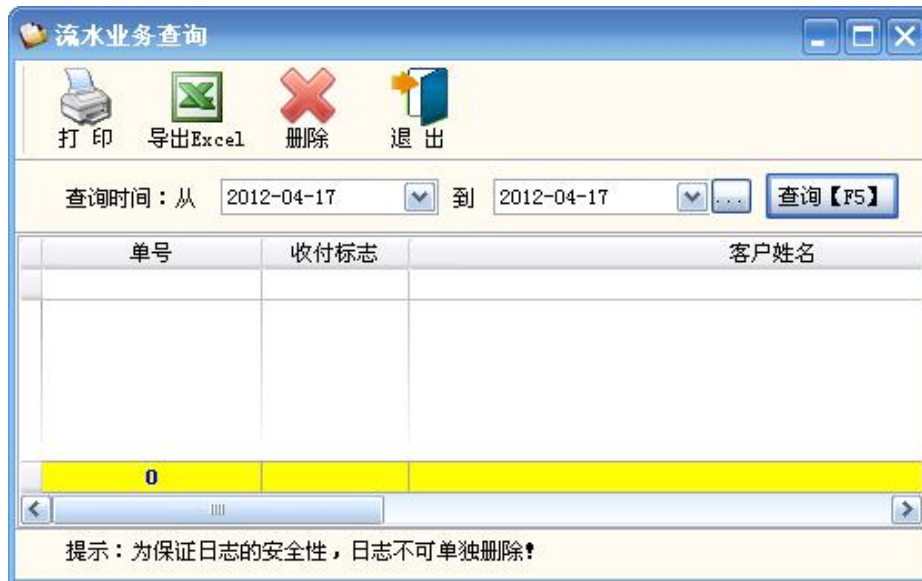 流水业务查询
打 印 导出Excel 删除 退 出
查询时间：从 2012-04-17 到 2012-04-17 ... 查询【F5】
单号 收付标志 客户姓名
0
提示：为保证日志的安全性，日志不可单独删除！